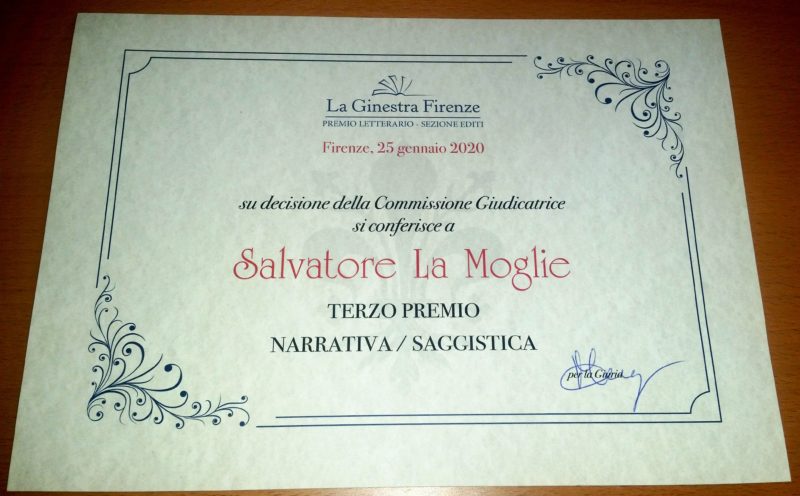 La Ginestra Firenze
PREMIO LETTERARIO - SEZIONE EDITI
Firenze, 25 gennaio 2020
su decisione della Commissione Giudicatrice
si conferisce a
Salvatore La Moglie
TERZO PREMIO
NARRATIVA / SAGGISTICA
per la Giuria